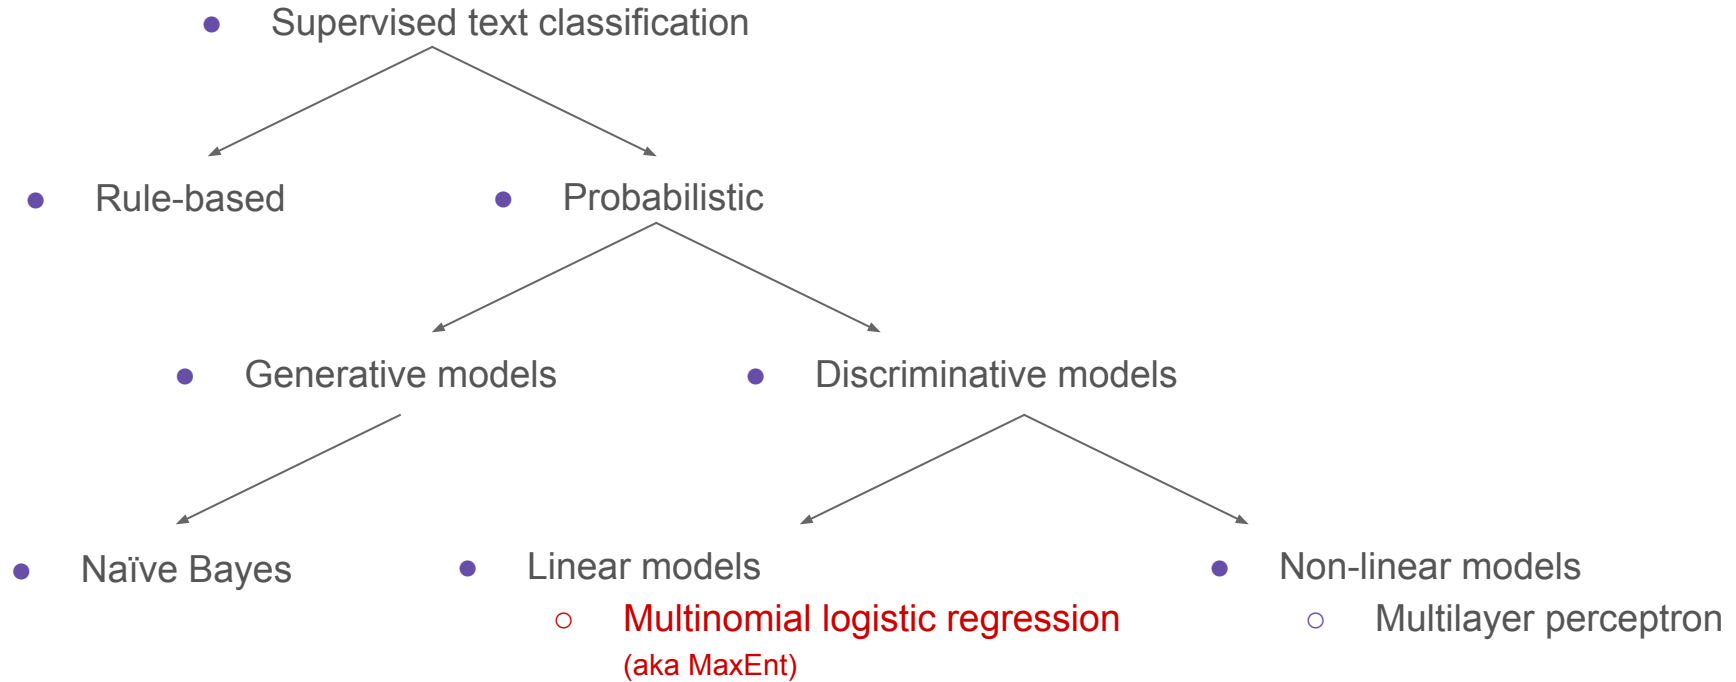 Supervised text classification
Rule-based
Probabilistic
Generative models
Discriminative models
Naïve Bayes
Linear models
Non-linear models
Multinomial logistic regression
Multilayer perceptron
(aka MaxEnt)